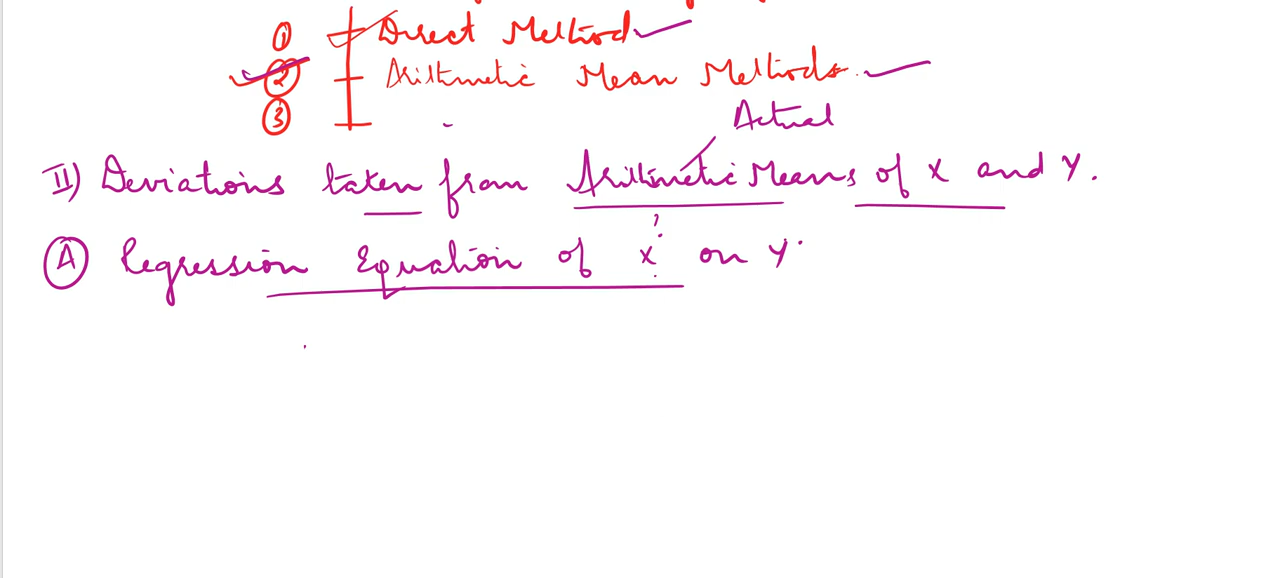 ① Direct Method
② Arithmetic Mean Methods
③
Actual
II) Deviations taken from Arithmetic Means of X and Y.
Ⓐ Regression Equation of X on Y.